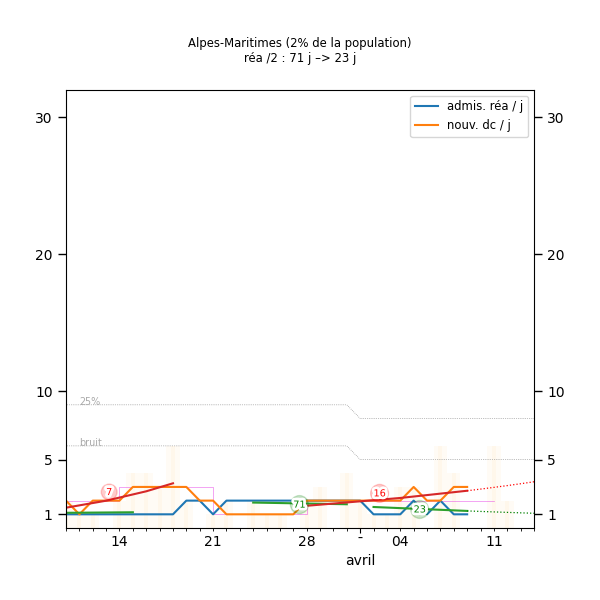 Alpes-Maritimes (2% de la population)
réa /2 : 71 j –> 23 j
admis. réa / j
nouv. dc / j
30 30
20 20
10 10
25%
bruit
5 5
7
71
16
23
1 1
14 21 28 - 04 11
avril